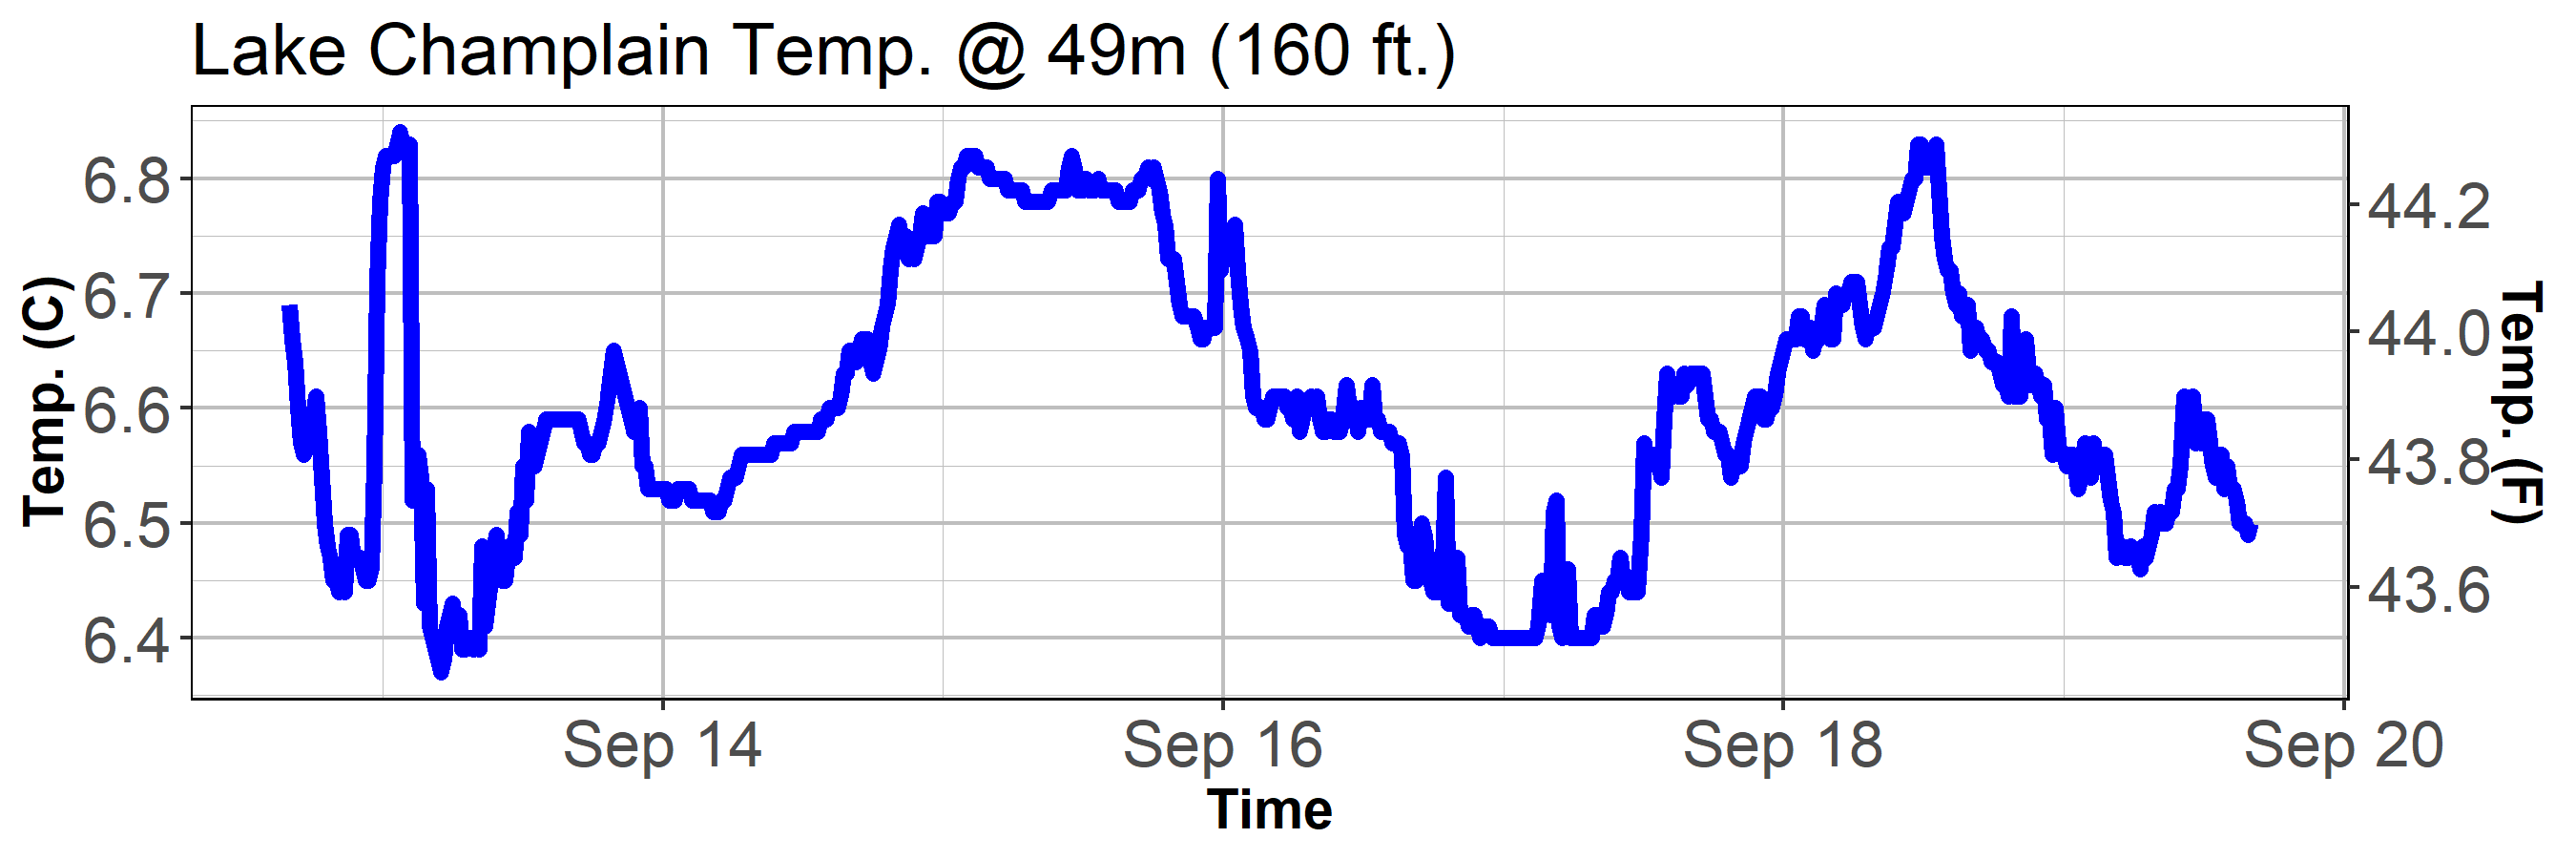 Lake Champlain Temp. @ 49m (160 ft.)
Temp. (C)
6.8
6.7
6.6
6.5
6.4
44.2
44.0
43.8
43.6
Temp. (F)
Sep 14 Sep 16 Sep 18 Sep 20
Time